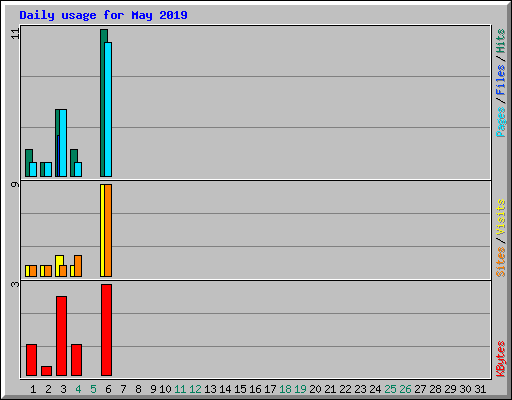 Daily usage for May 2019
11
Pages / Files / Hits
9
Sites / Visits
3
KBytes
1 2 3 4 5 6 7 8 9 10 11 12 13 14 15 16 17 18 19 20 21 22 23 24 25 26 27 28 29 30 31